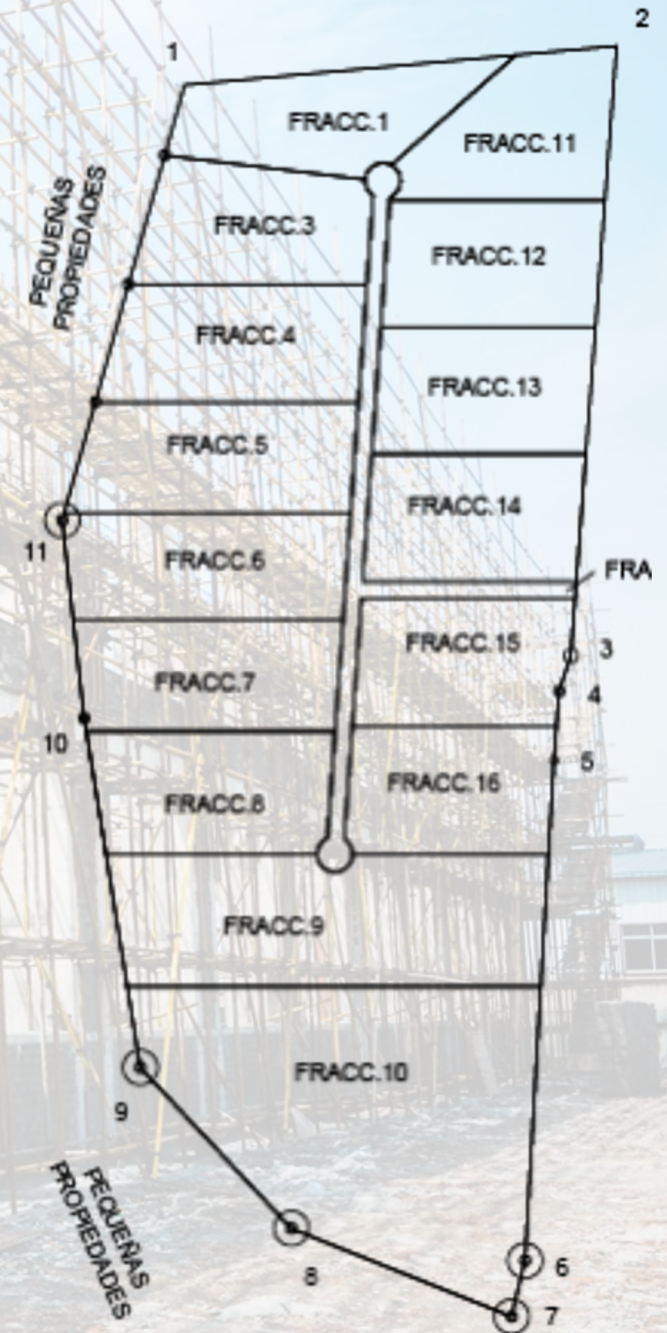 2
1
FRACC.1
FRACC.11
PEQUEÑAS
PROPIEDADES
FRACC.3
FRACC.12
FRACC.4
FRACC.13
FRACC.5
FRACC.14
11
FRACC.6
FRA
FRACC.15
3
FRACC.7
4
10
5
FRACC.16
FRACC.8
FRACC.9
FRACC.10
9
PEQUEÑAS
PROPIEDADES
6
8
7